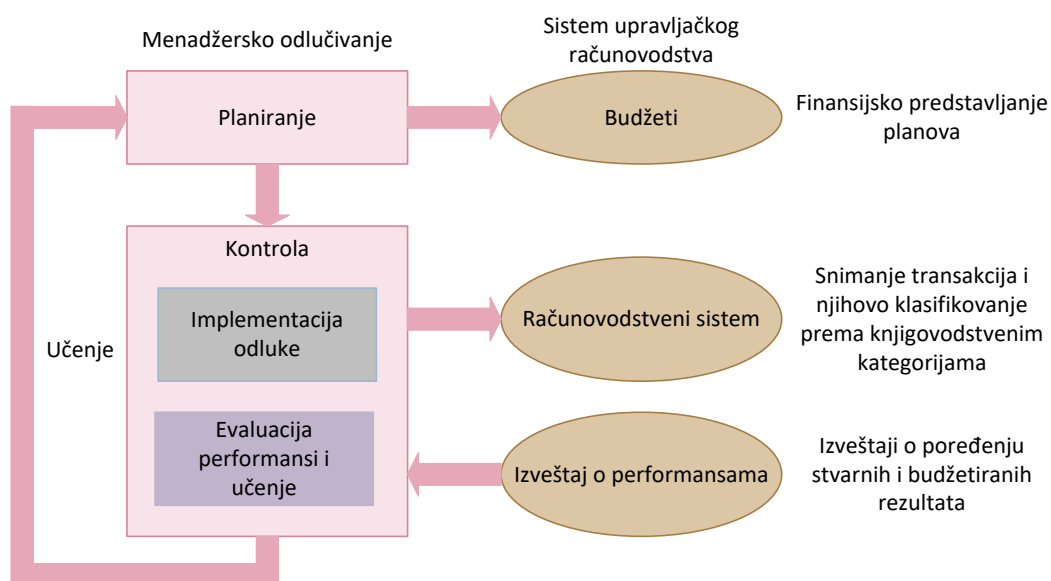 Menadžersko odlučivanje
Sistem upravljačkog
računovodstva
Planiranje
Budžeti
Finansijsko predstavljanje
planova
Kontrola
Implementacija
odluke
Računovodstveni sistem
Snimanje transakcija i
njihovo klasifikovanje
prema knjigovodstvenim
kategorijama
Učenje
Evaluacija
performansi i
učenje
Izveštaj o performansama
Izveštaji o poređenju
stvarnih i budžetiranih
rezultata